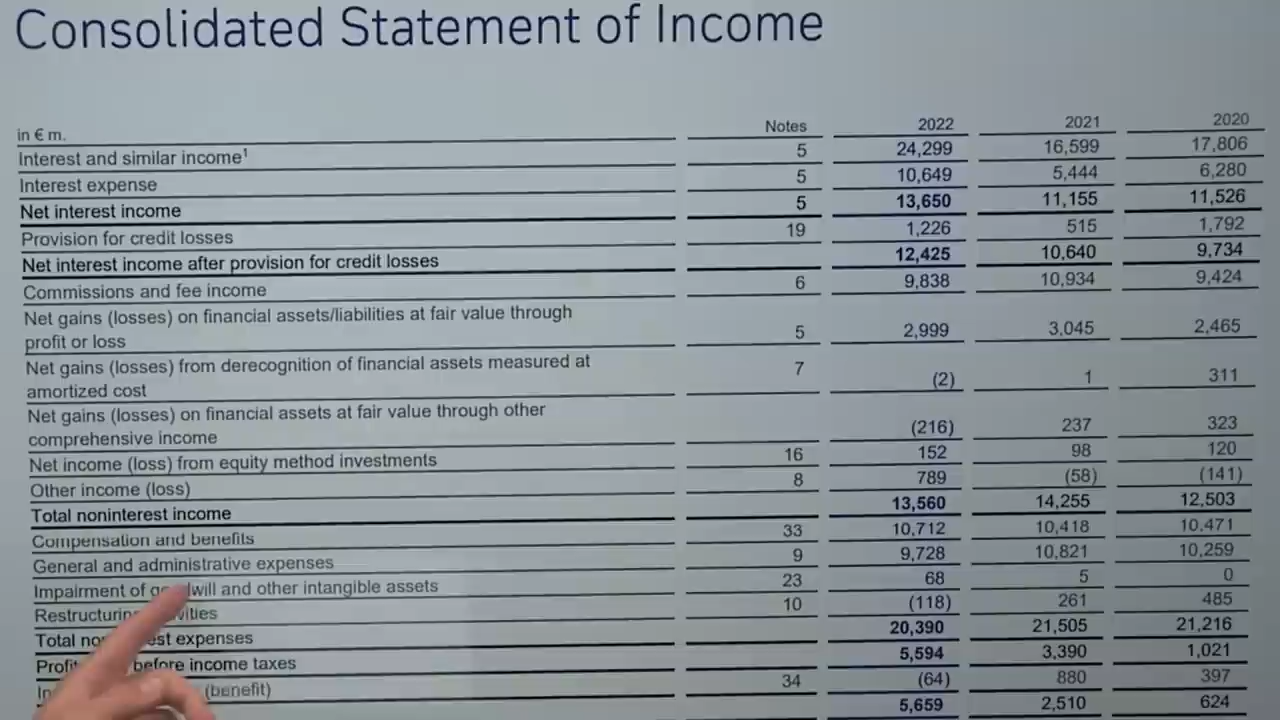 Consolidated Statement of Income
in € m. Notes 2022 2021 2020
Interest and similar income¹ 5 24,299 16,599 17,806
Interest expense 5 10,649 5,444 6,280
Net interest income 5 13,650 11,155 11,526
Provision for credit losses 19 1,226 515 1,792
Net interest income after provision for credit losses 12,425 10,640 9,734
Commissions and fee income 6 9,838 10,934 9,424
Net gains (losses) on financial assets/liabilities at fair value through
profit or loss 5 2,999 3,045 2,465
Net gains (losses) from derecognition of financial assets measured at
amortized cost 7 (2) 1 311
Net gains (losses) on financial assets at fair value through other
comprehensive income (216) 237 323
Net income (loss) from equity method investments 16 152 98 120
Other income (loss) 8 789 (58) (141)
Total noninterest income 13,560 14,255 12,503
Compensation and benefits 33 10,712 10,418 10.471
General and administrative expenses 9 9,728 10,821 10,259
Impairment of goodwill and other intangible assets 23 68 5 0
Restructuring 10 (118) 261 485
Total expenses 20,390 21,505 21,216
before income taxes 5,594 3,390 1,021
(benefit) 34 (64) 880 397
5,659 2,510 624